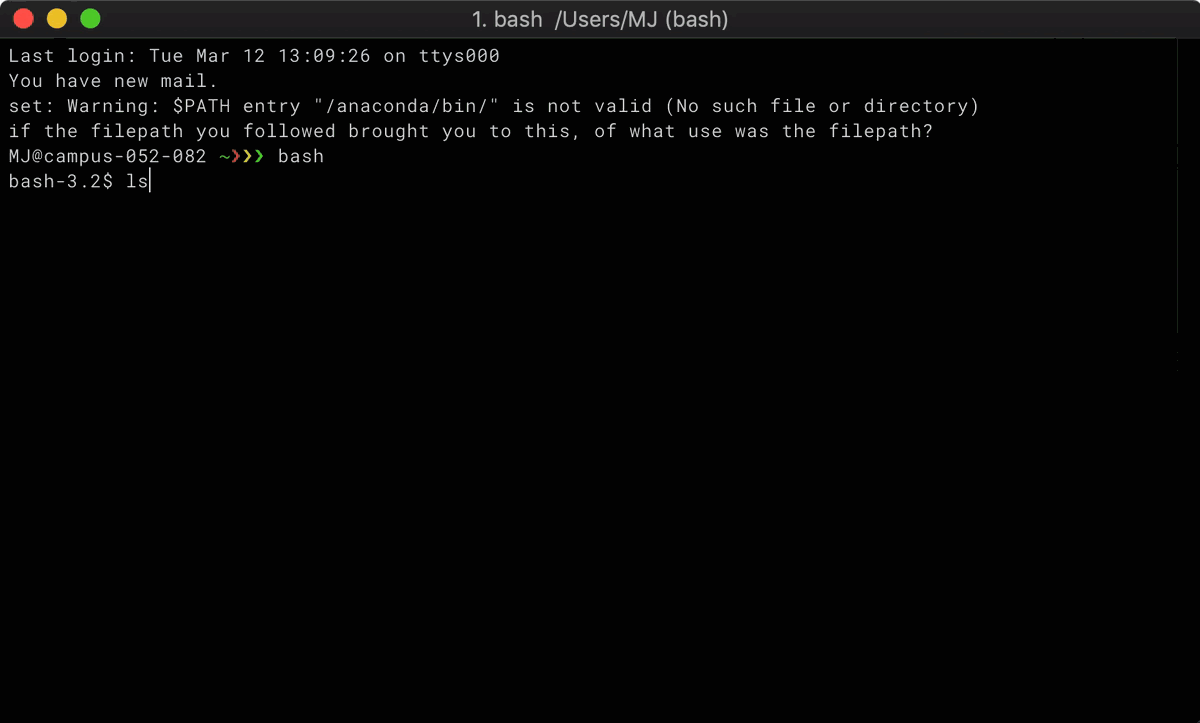 1. bash  /Users/MJ (bash)
Last login: Tue Mar 12 13:09:26 on ttys000
You have new mail.
set: Warning: $PATH entry "/anaconda/bin/" is not valid (No such file or directory)
if the filepath you followed brought you to this, of what use was the filepath?
MJ@campus-052-082 ~❯❯❯ bash
bash-3.2$ ls